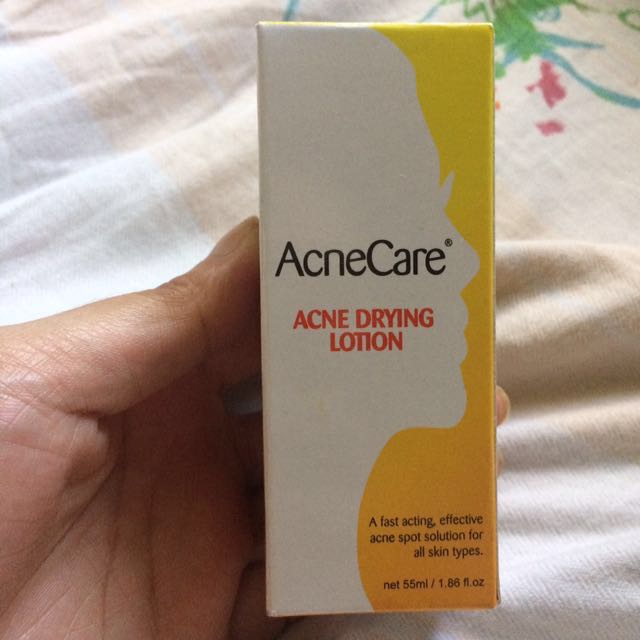 AcneCare®
ACNE DRYING
LOTION
A fast acting, effective
acne spot solution for
all skin types.
net 55ml / 1.86 fl.oz